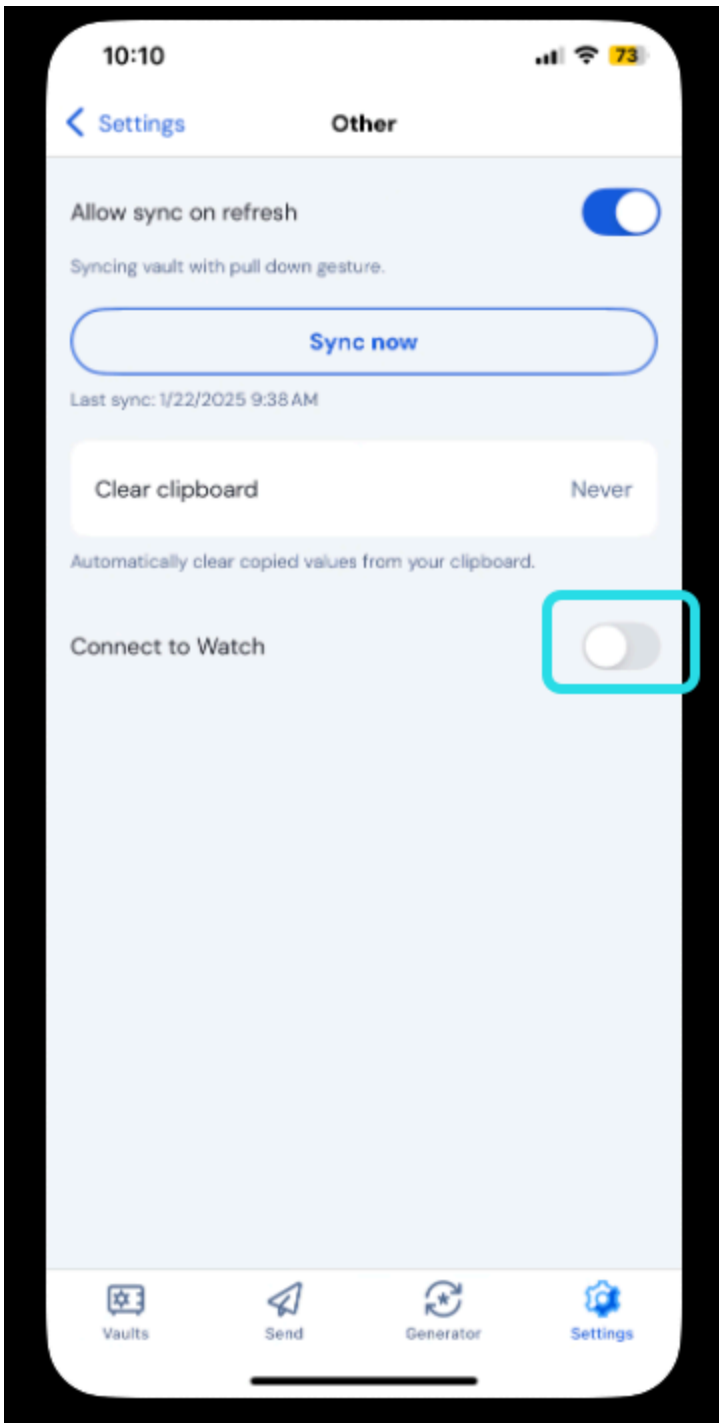 10:10
73
Settings
Other
Allow sync on refresh
Syncing vault with pull down gesture.
Sync now
Last sync: 1/22/2025 9:38 AM
Clear clipboard
Never
Automatically clear copied values from your clipboard.
Connect to Watch
Vaults
Send
Generator
Settings